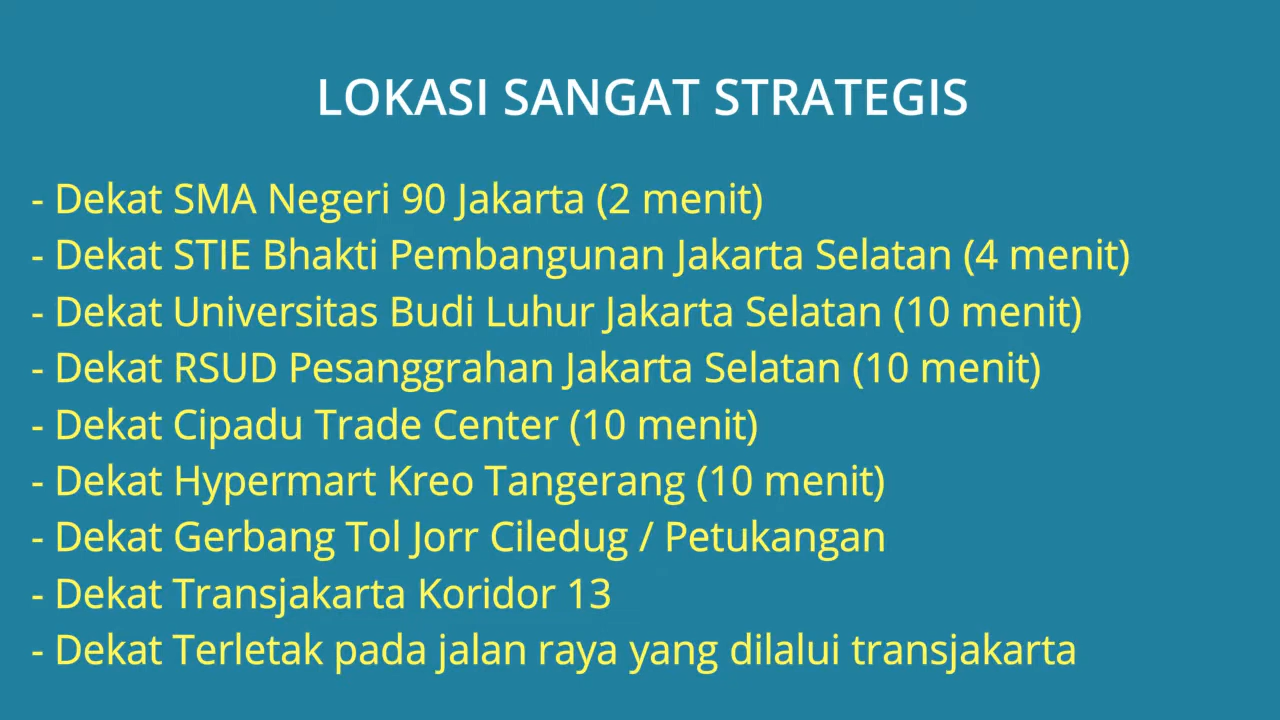 LOKASI SANGAT STRATEGIS
- Dekat SMA Negeri 90 Jakarta (2 menit)
- Dekat STIE Bhakti Pembangunan Jakarta Selatan (4 menit)
- Dekat Universitas Budi Luhur Jakarta Selatan (10 menit)
- Dekat RSUD Pesanggrahan Jakarta Selatan (10 menit)
- Dekat Cipadu Trade Center (10 menit)
- Dekat Hypermart Kreo Tangerang (10 menit)
- Dekat Gerbang Tol Jorr Ciledug / Petukangan
- Dekat Transjakarta Koridor 13
- Dekat Terletak pada jalan raya yang dilalui transjakarta